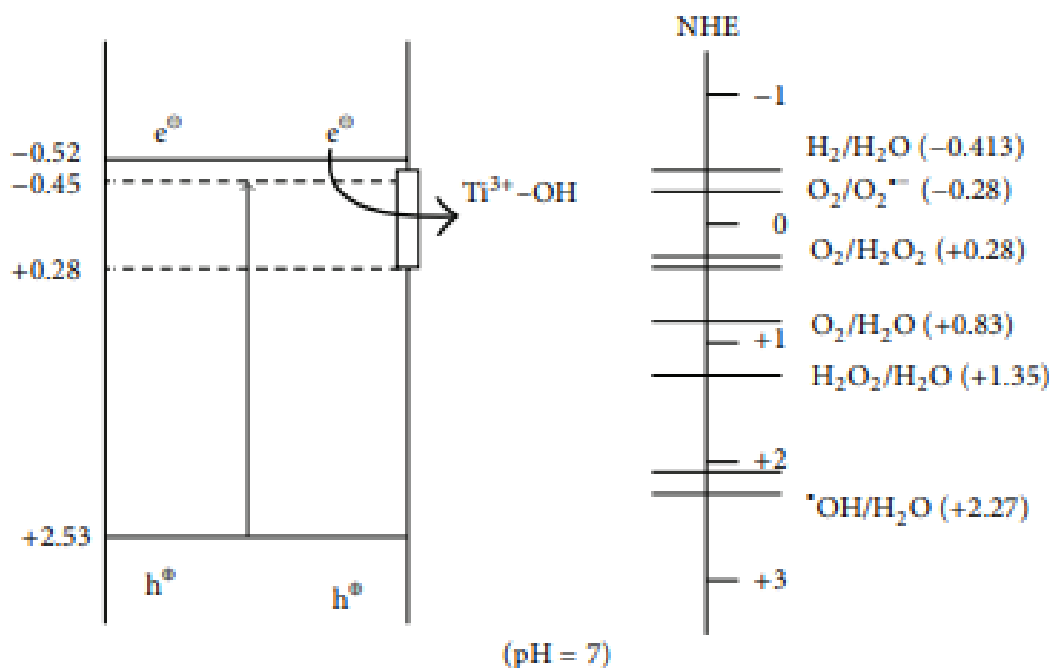 NHE
e⊖
e⊖
−0.52
−0.45
+0.28
+2.53
Ti³⁺–OH
h⊕
h⊕
−1
0
+1
+2
+3
H₂/H₂O (−0.413)
O₂/O₂•− (−0.28)
O₂/H₂O₂ (+0.28)
O₂/H₂O (+0.83)
H₂O₂/H₂O (+1.35)
•OH/H₂O (+2.27)
(pH = 7)